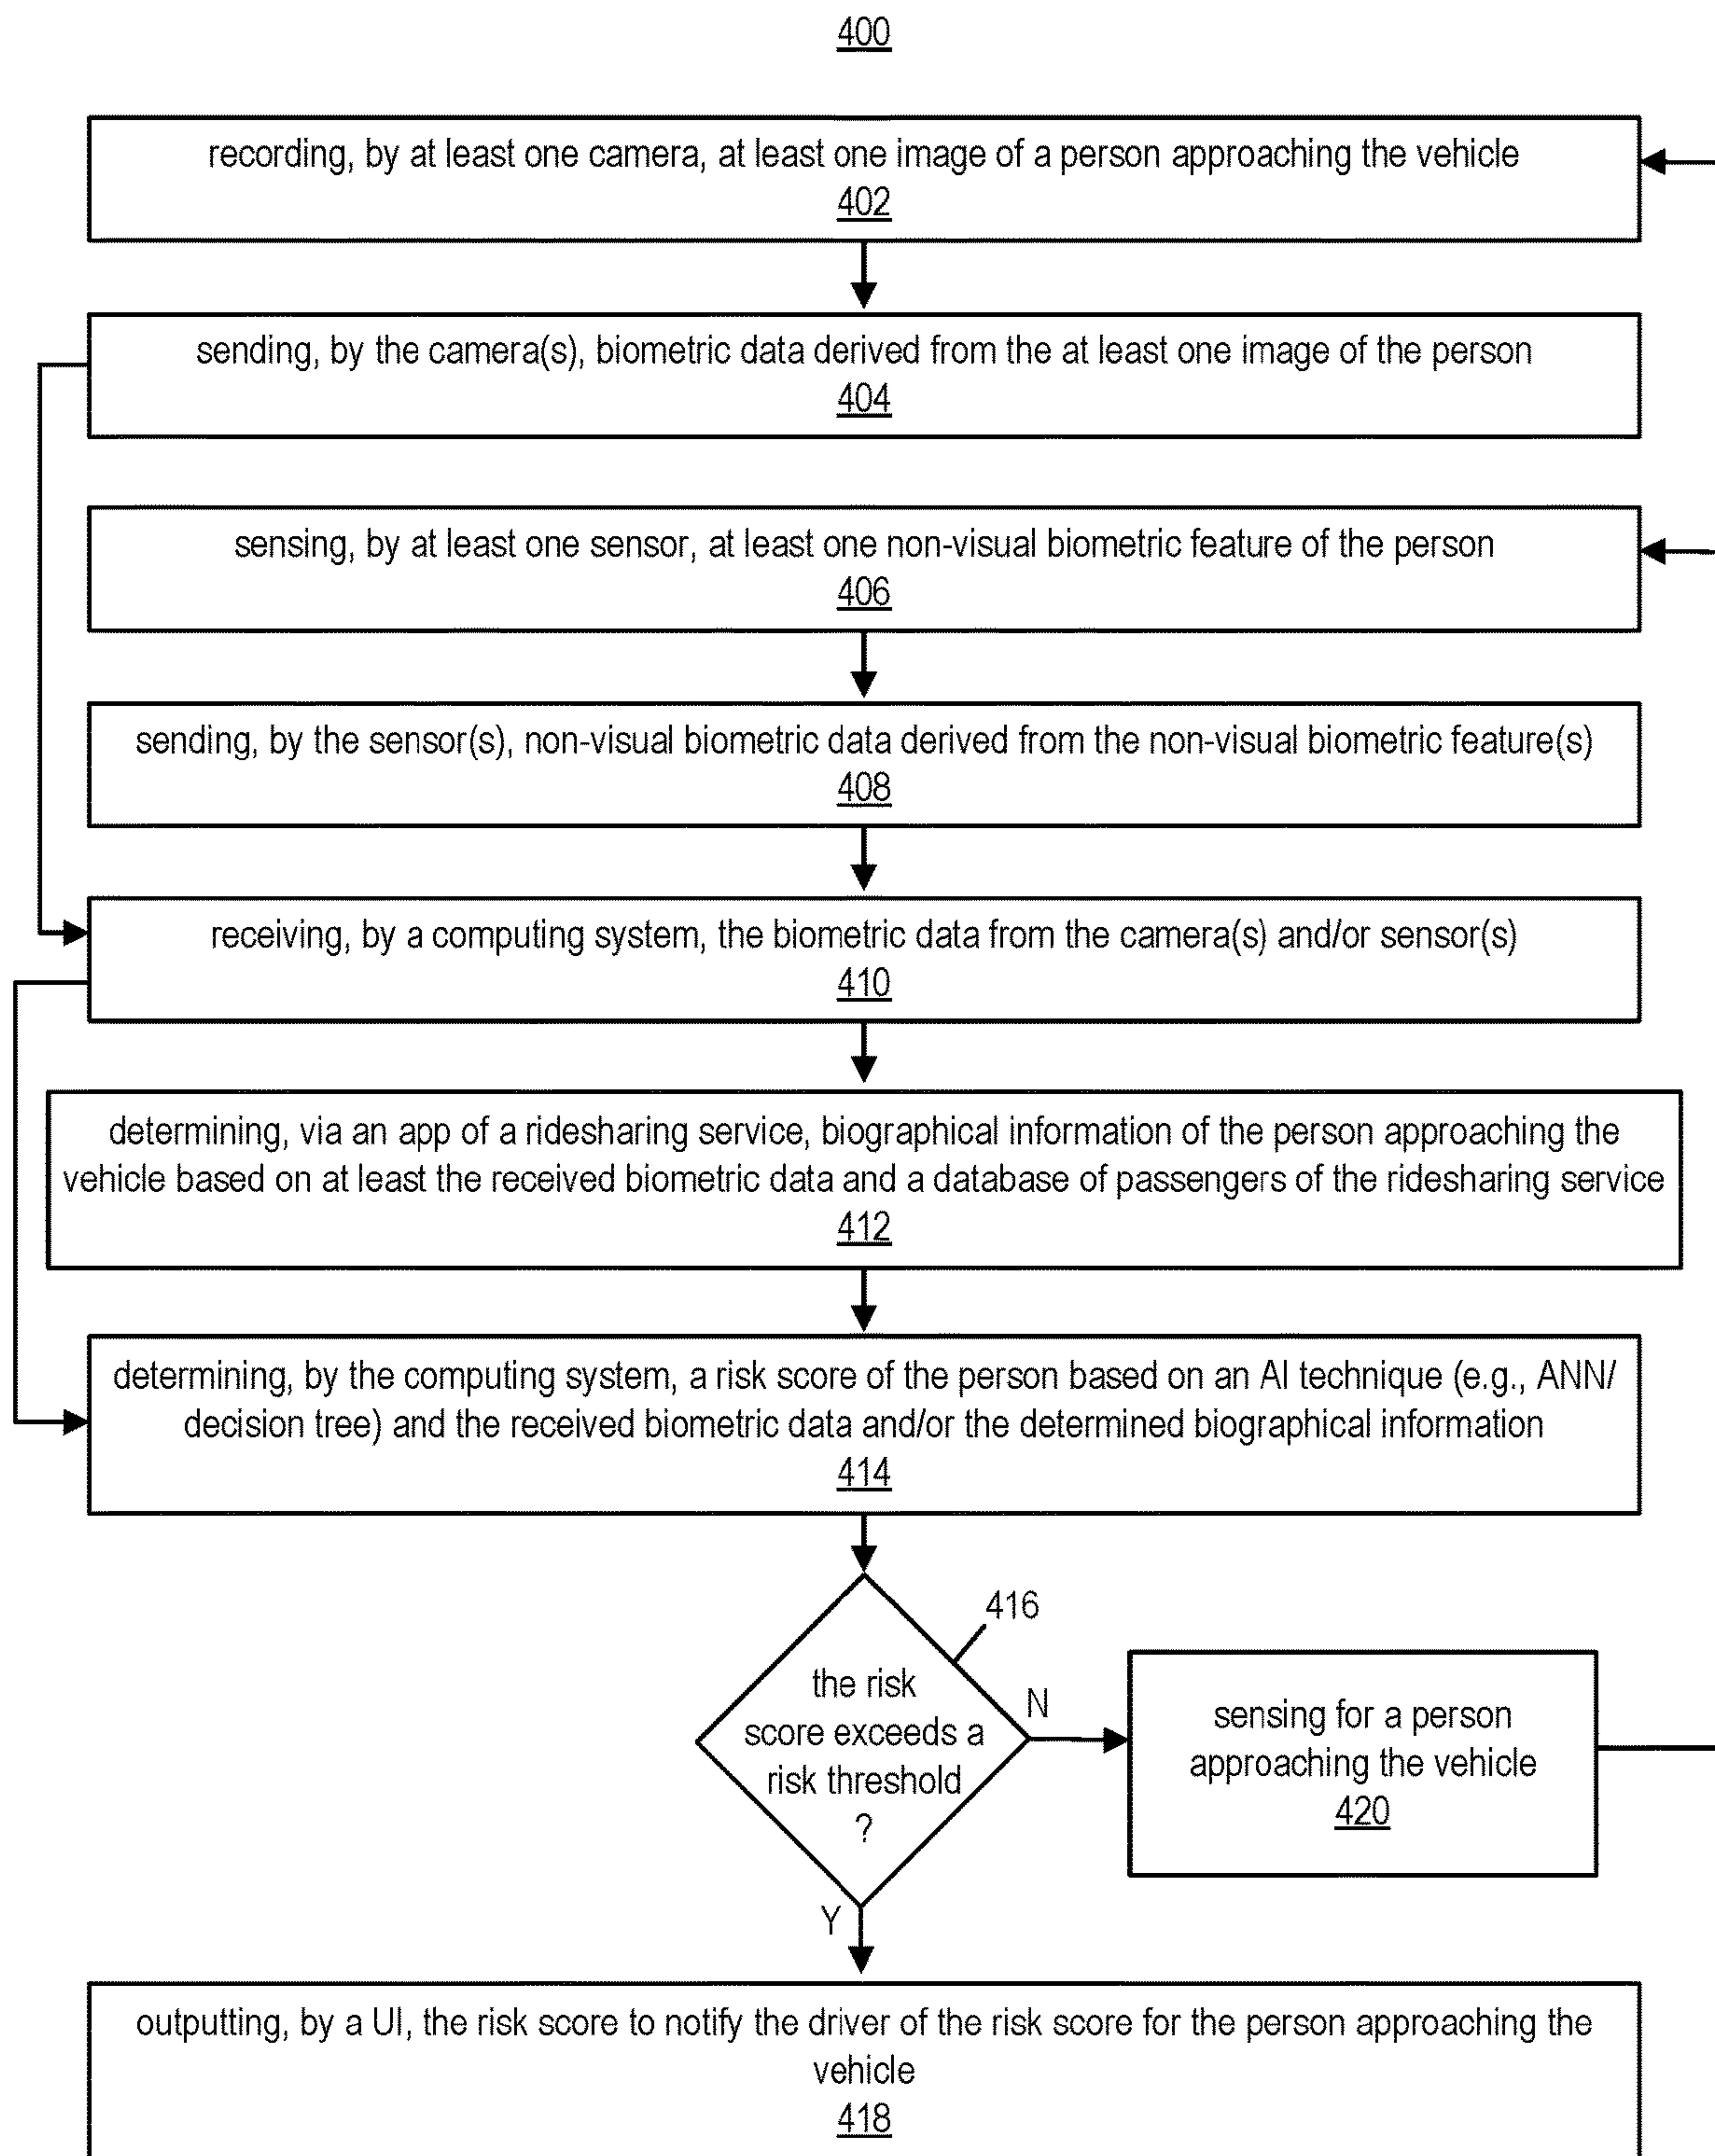 400
recording, by at least one camera, at least one image of a person approaching the vehicle
402
sending, by the camera(s), biometric data derived from the at least one image of the person
404
sensing, by at least one sensor, at least one non-visual biometric feature of the person
406
sending, by the sensor(s), non-visual biometric data derived from the non-visual biometric feature(s)
408
receiving, by a computing system, the biometric data from the camera(s) and/or sensor(s)
410
determining, via an app of a ridesharing service, biographical information of the person approaching the
vehicle based on at least the received biometric data and a database of passengers of the ridesharing service
412
determining, by the computing system, a risk score of the person based on an AI technique (e.g., ANN/
decision tree) and the received biometric data and/or the determined biographical information
414
416
the risk
score exceeds a
risk threshold
?
N
sensing for a person
approaching the vehicle
420
Y
outputting, by a UI, the risk score to notify the driver of the risk score for the person approaching the
vehicle
418